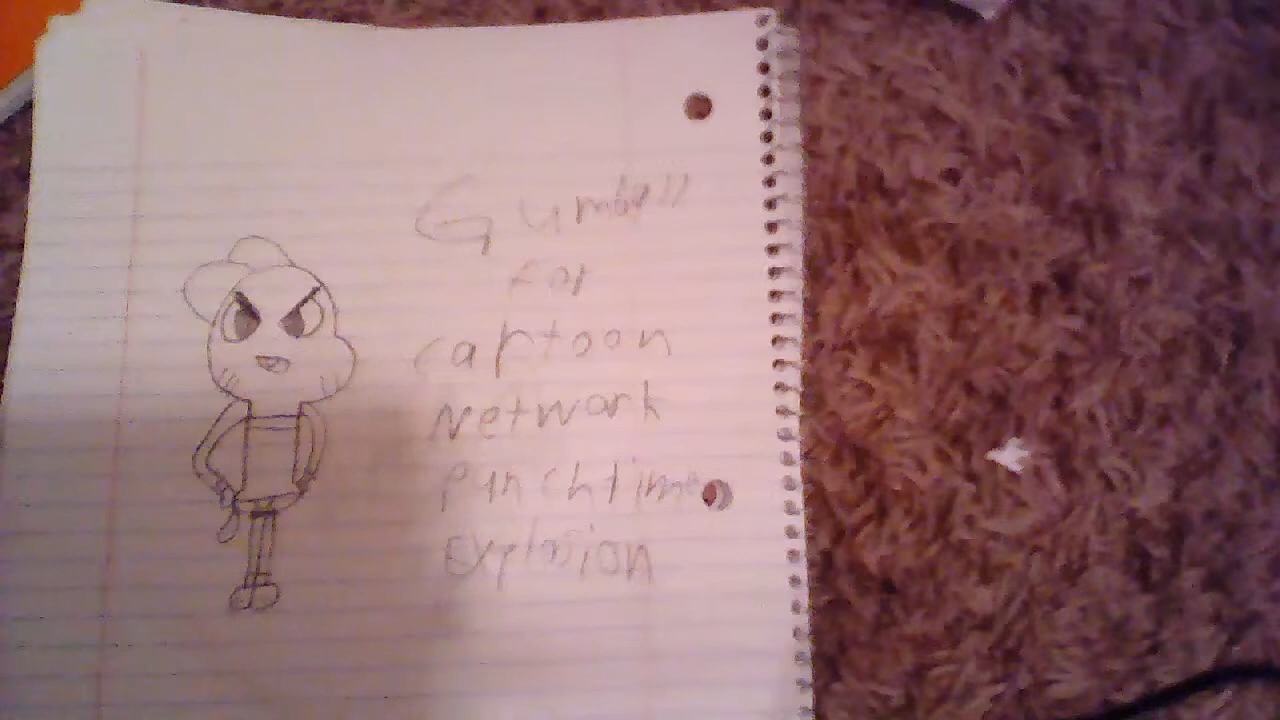 Gumball
For
cartoon
Network
punchtime
explosion